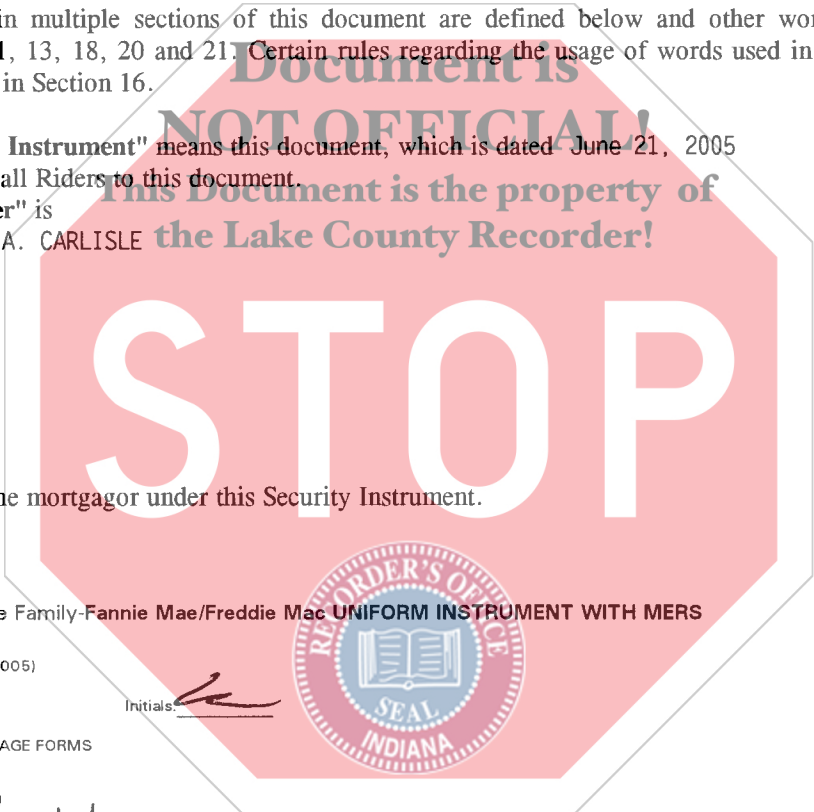 in multiple sections of this document are defined below and other
, 13, 18, 20 and 21. Certain rules regarding the usage of words used in
in Section 16.
Document is
NOT OFFICIAL!
Instrument" means this document, which is dated June 21, 2005
all Riders to this document.
This Document is the property of
er" is
A. CARLISLE
the Lake County Recorder!
STOP
he mortgagor under this Security Instrument.
e Family-Fannie Mae/Freddie Mac UNIFORM INSTRUMENT WITH MERS
005)
Initials:
AGE FORMS
RECORDER'S OFFICE
SEAL
INDIANA